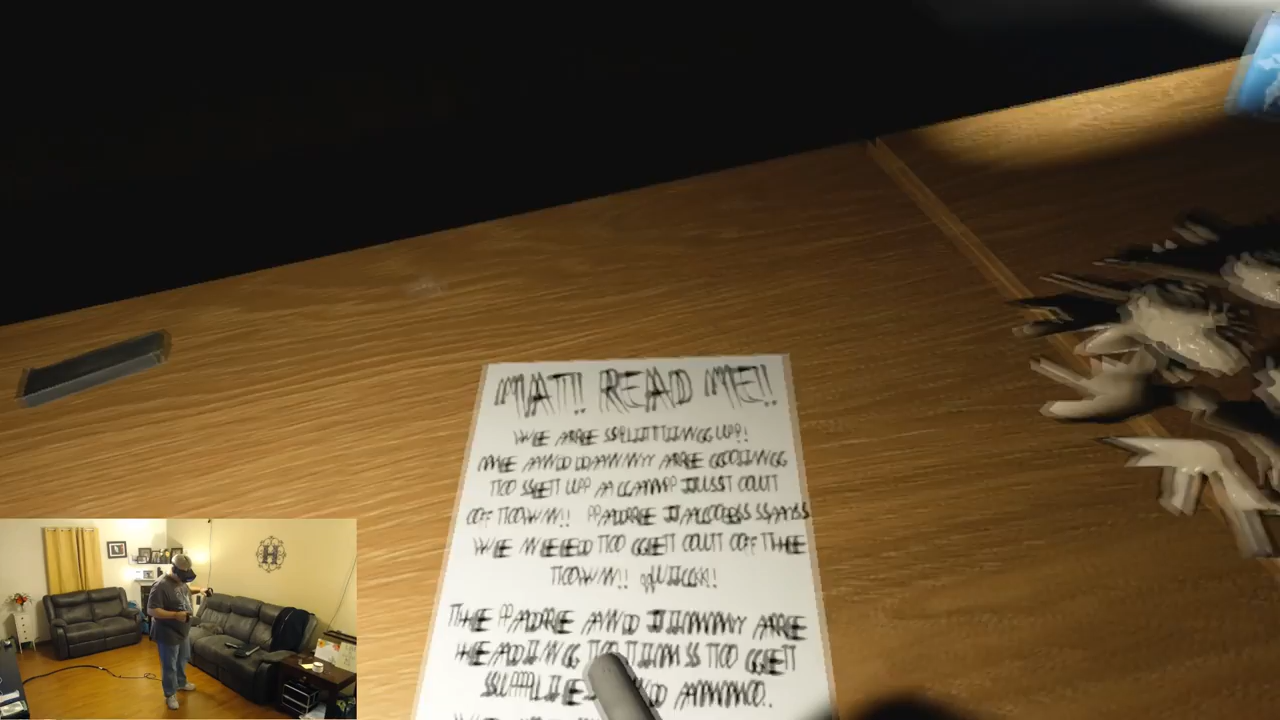 MAT! READ ME!
WE ARE SPLITTING UP!
ME AND DANNY ARE GOING
TO SET UP A CAMP JUST OUT
OF TOWN! PADRE JACOBS SAYS
WE NEED TO GET OUT OF THE
TOWN! QUICK!
THE PADRE AND JIMMY ARE
HEADING TO TIMS TO GET
SUPPLIES AND AMMO.